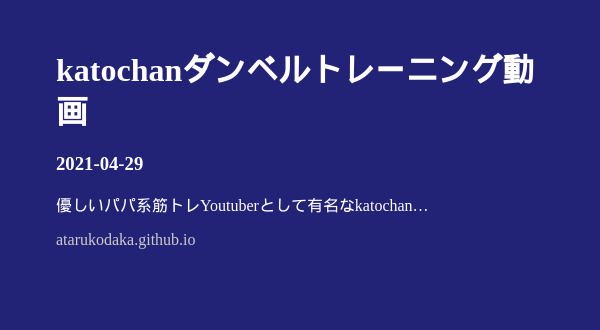 katochanダンベルトレーニング動
画
2021-04-29
優しいパパ系筋トレYoutuberとして有名なkatochan…
atarukodaka.github.io